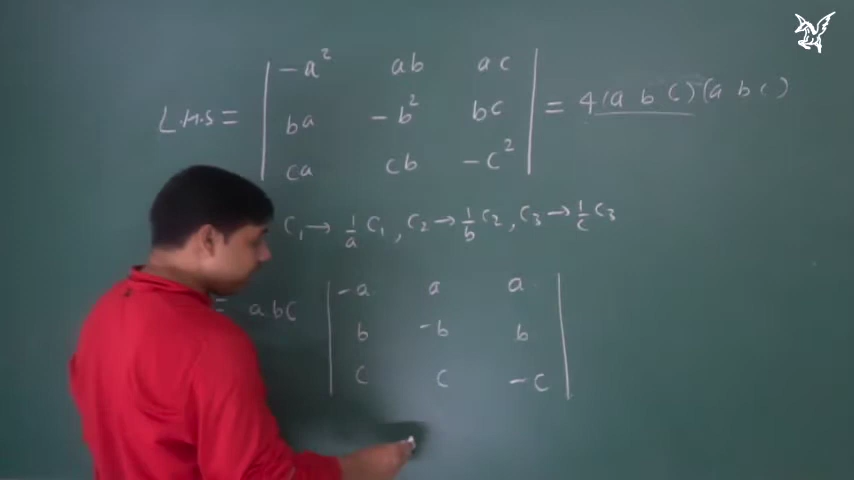 L.H.S = | -a² ab ac | = 4(a b c)(a b c)
| ba -b² bc |
| ca cb -c² |
C₁ → 1/a C₁, C₂ → 1/b C₂, C₃ → 1/c C₃
= abc | -a a a |
| b -b b |
| c c -c |